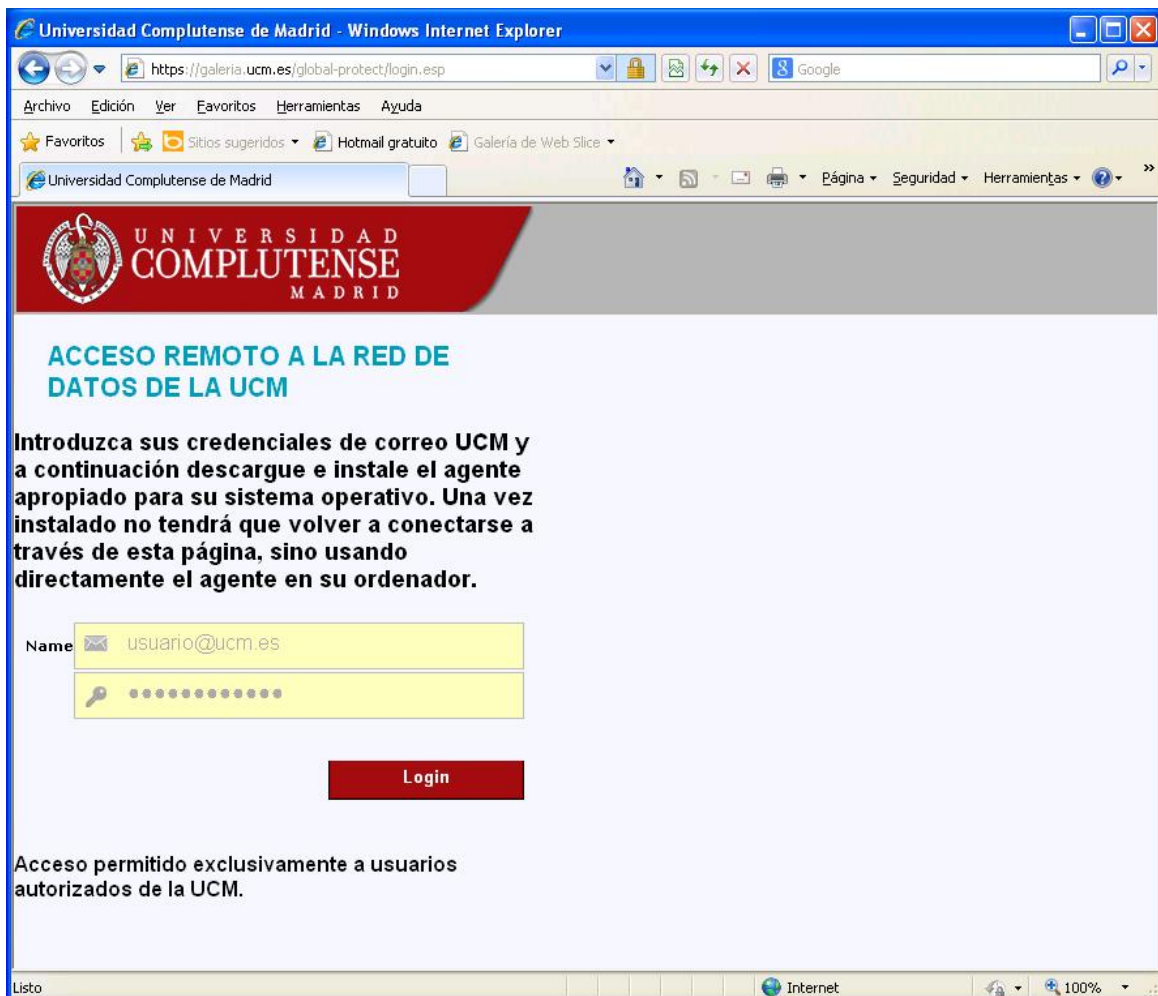 Universidad Complutense de Madrid - Windows Internet Explorer
https://galeria.ucm.es/global-protect/login.esp
Google
Archivo Edición Ver Favoritos Herramientas Ayuda
Favoritos Sitios sugeridos Hotmail gratuito Galería de Web Slice
Universidad Complutense de Madrid Página Seguridad Herramientas
UNIVERSIDAD
COMPLUTENSE
MADRID
ACCESO REMOTO A LA RED DE
DATOS DE LA UCM
Introduzca sus credenciales de correo UCM y
a continuación descargue e instale el agente
apropiado para su sistema operativo. Una vez
instalado no tendrá que volver a conectarse a
través de esta página, sino usando
directamente el agente en su ordenador.
Name usuario@ucm.es
Login
Acceso permitido exclusivamente a usuarios
autorizados de la UCM.
Listo Internet 100%